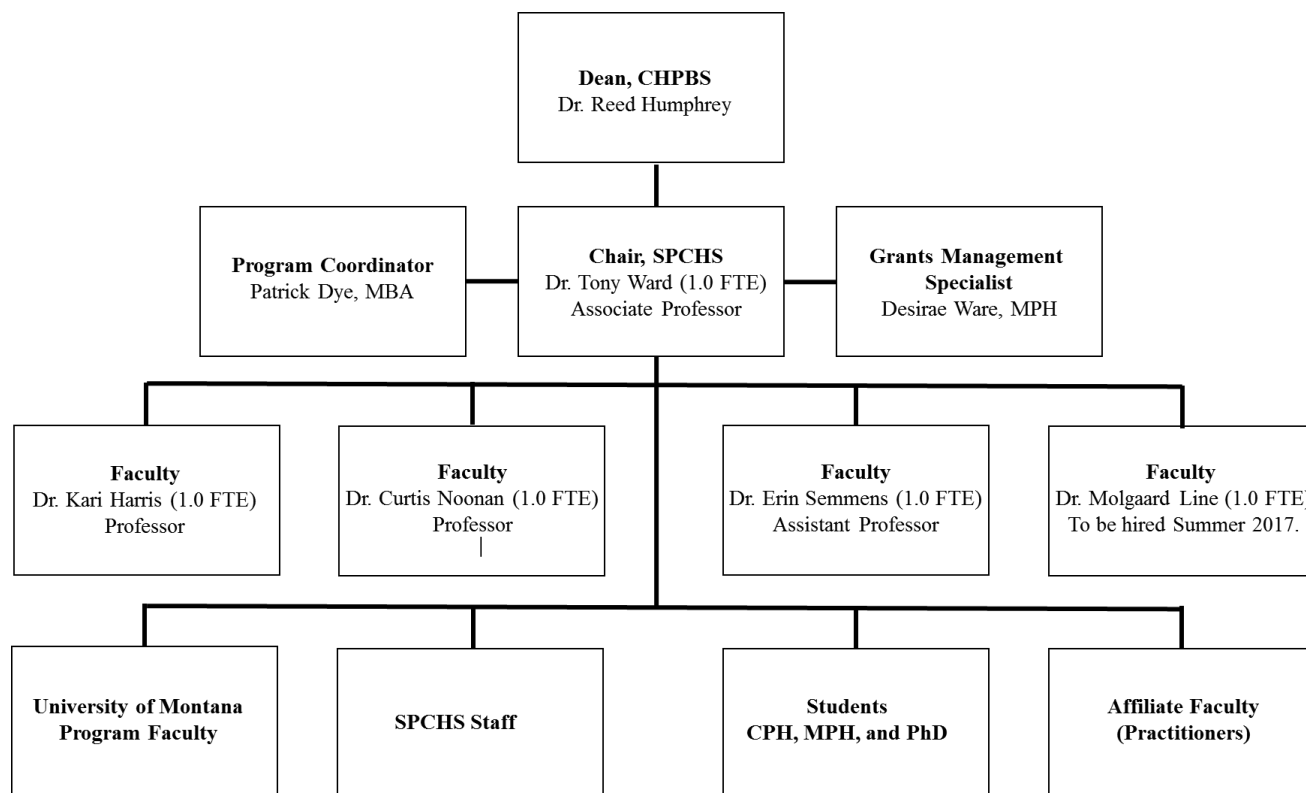 Dean, CHPBS
Dr. Reed Humphrey
Program Coordinator
Patrick Dye, MBA
Chair, SPCHS
Dr. Tony Ward (1.0 FTE)
Associate Professor
Grants Management
Specialist
Desirae Ware, MPH
Faculty
Dr. Kari Harris (1.0 FTE)
Professor
Faculty
Dr. Curtis Noonan (1.0 FTE)
Professor
Faculty
Dr. Erin Semmens (1.0 FTE)
Assistant Professor
Faculty
Dr. Molgaard Line (1.0 FTE)
To be hired Summer 2017.
University of Montana
Program Faculty
SPCHS Staff
Students
CPH, MPH, and PhD
Affiliate Faculty
(Practitioners)